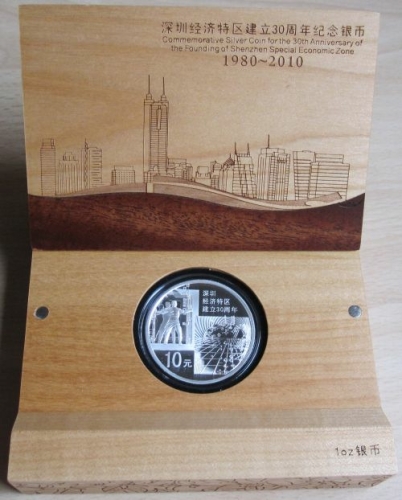 深圳经济特区建立30周年纪念银币
Commemorative Silver Coin for the 30th Anniversary of
the Founding of Shenzhen Special Economic Zone
1980~2010
深圳
经济特区
建立30周年
10元
1oz银币